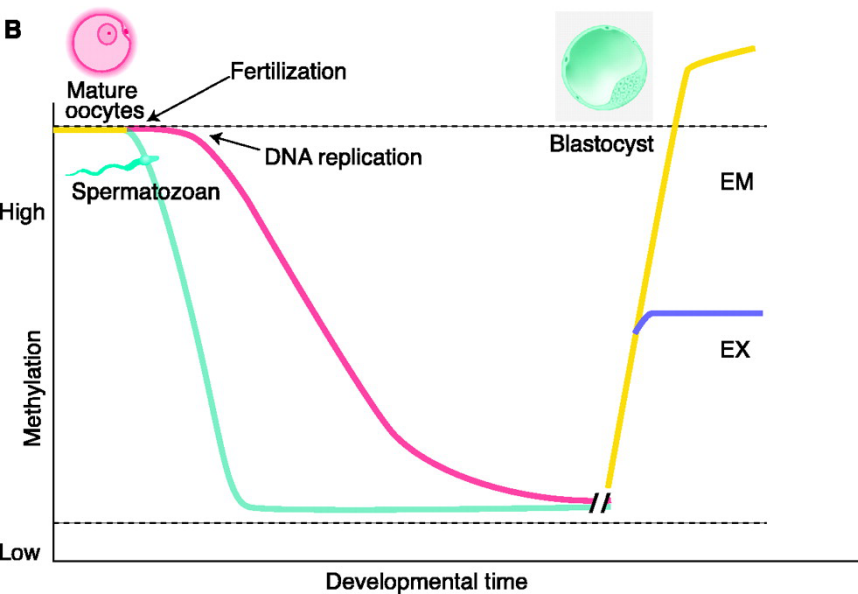 B
Mature
oocytes
Fertilization
DNA replication
Spermatozoan
Blastocyst
EM
EX
High
Methylation
Low
Developmental time